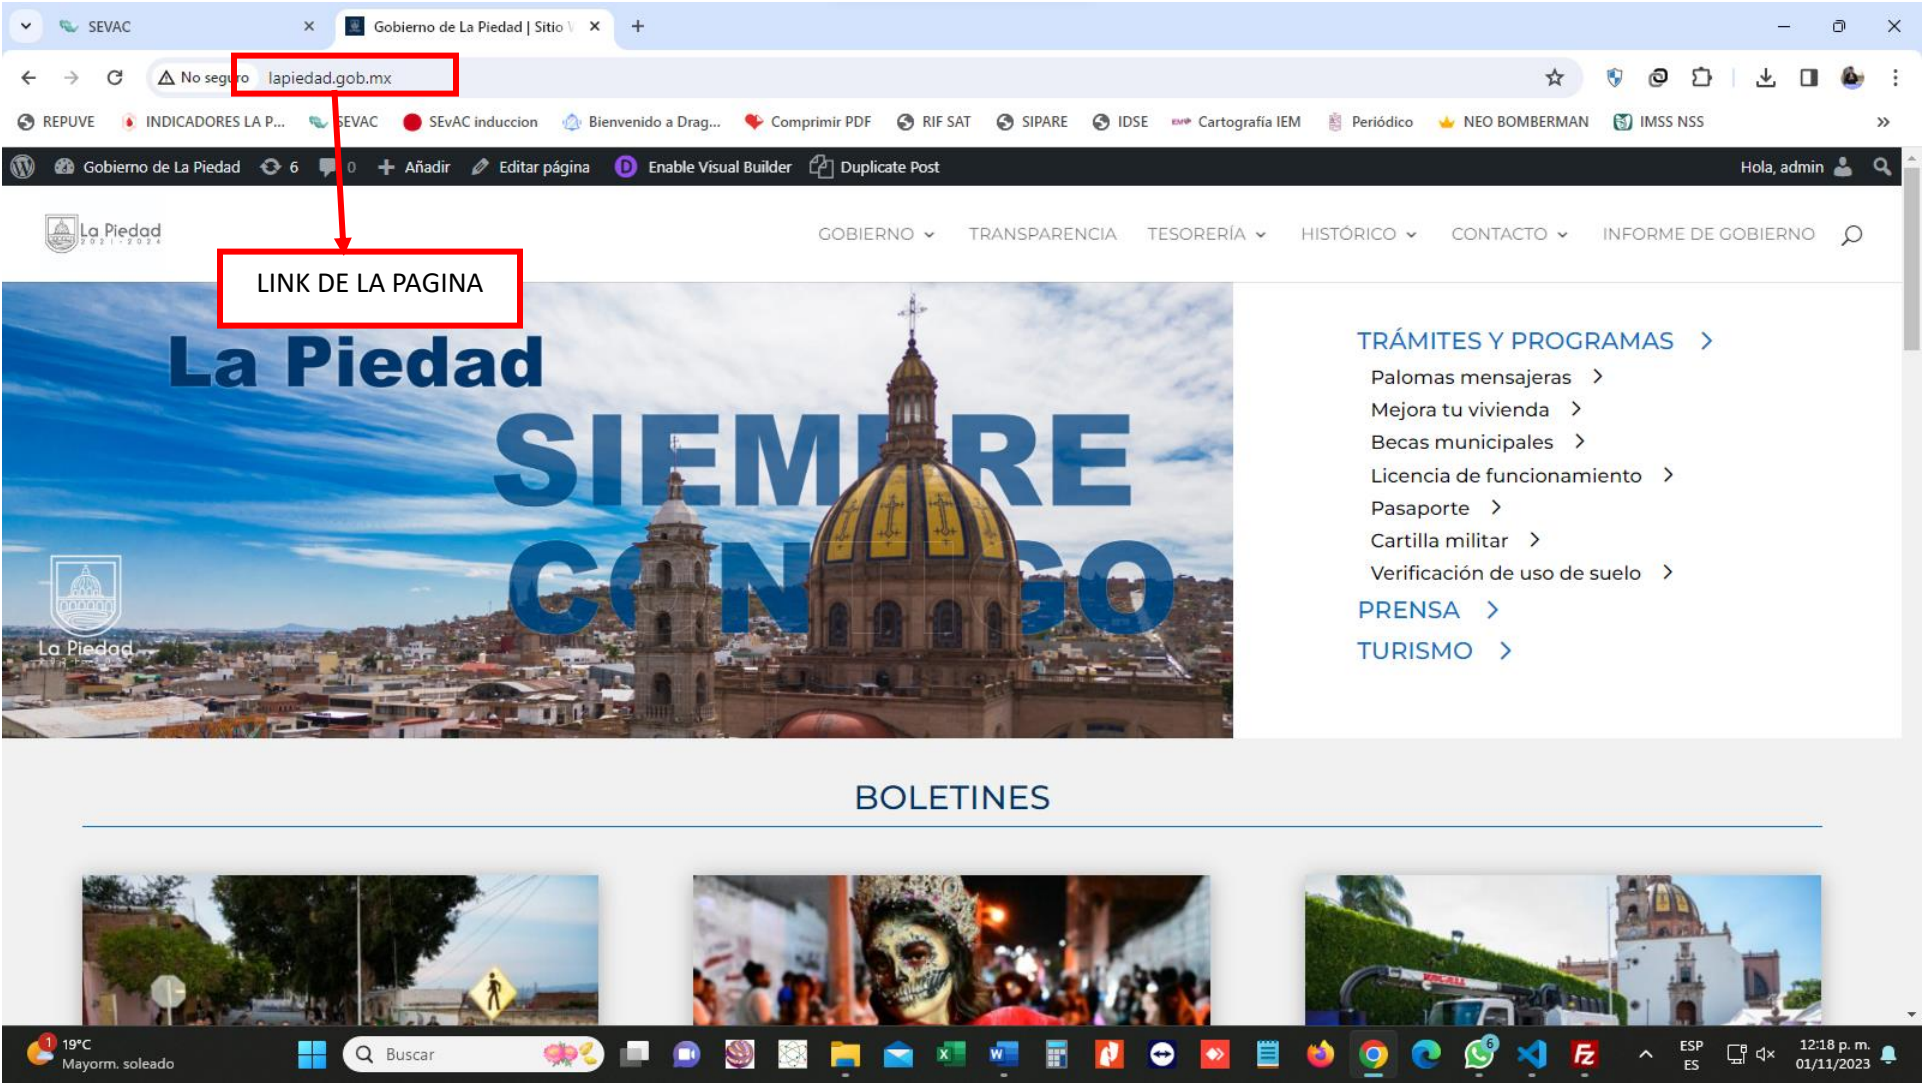 SEVAC
Gobierno de La Piedad | Sitio
No seguro
lapiedad.gob.mx
REPUVE
INDICADORES LA P...
SEVAC
SEvAC induccion
Bienvenido a Drag...
Comprimir PDF
RIF SAT
SIPARE
IDSE
Cartografía IEM
Periódico
NEO BOMBERMAN
IMSS NSS
Gobierno de La Piedad
6
0
Añadir
Editar página
D
Enable Visual Builder
Duplicate Post
Hola, admin
La Piedad
2021-2024
GOBIERNO
TRANSPARENCIA
TESORERÍA
HISTÓRICO
CONTACTO
INFORME DE GOBIERNO
LINK DE LA PAGINA
La Piedad
SIEMPRE
CONTIGO
La Piedad
TRÁMITES Y PROGRAMAS
Palomas mensajeras
Mejora tu vivienda
Becas municipales
Licencia de funcionamiento
Pasaporte
Cartilla militar
Verificación de uso de suelo
PRENSA
TURISMO
BOLETINES
1
19°C
Mayorm. soleado
Buscar
6
ESP
ES
12:18 p. m.
01/11/2023